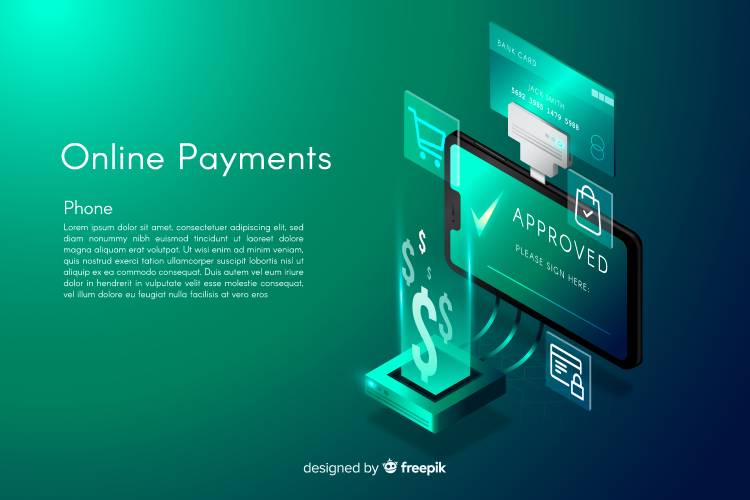 Online Payments
Phone
Lorem ipsum dolor sit amet, consectetuer adipiscing elit, sed
diam nonummy nibh euismod tincidunt ut laoreet dolore
magna aliquam erat volutpat. Ut wisi enim ad minim veniam,
quis nostrud exerci tation ullamcorper suscipit lobortis nisl ut
aliquip ex ea commodo consequat. Duis autem vel eum iriure
dolor in hendrerit in vulputate velit esse molestie consequat,
vel illum dolore eu feugiat nulla facilisis at vero eros
BANK CARD
JACK SMITH
5692 3985 1479 5988
APPROVED
PLEASE SIGN HERE:
$
$
$
$
$
designed by freepik